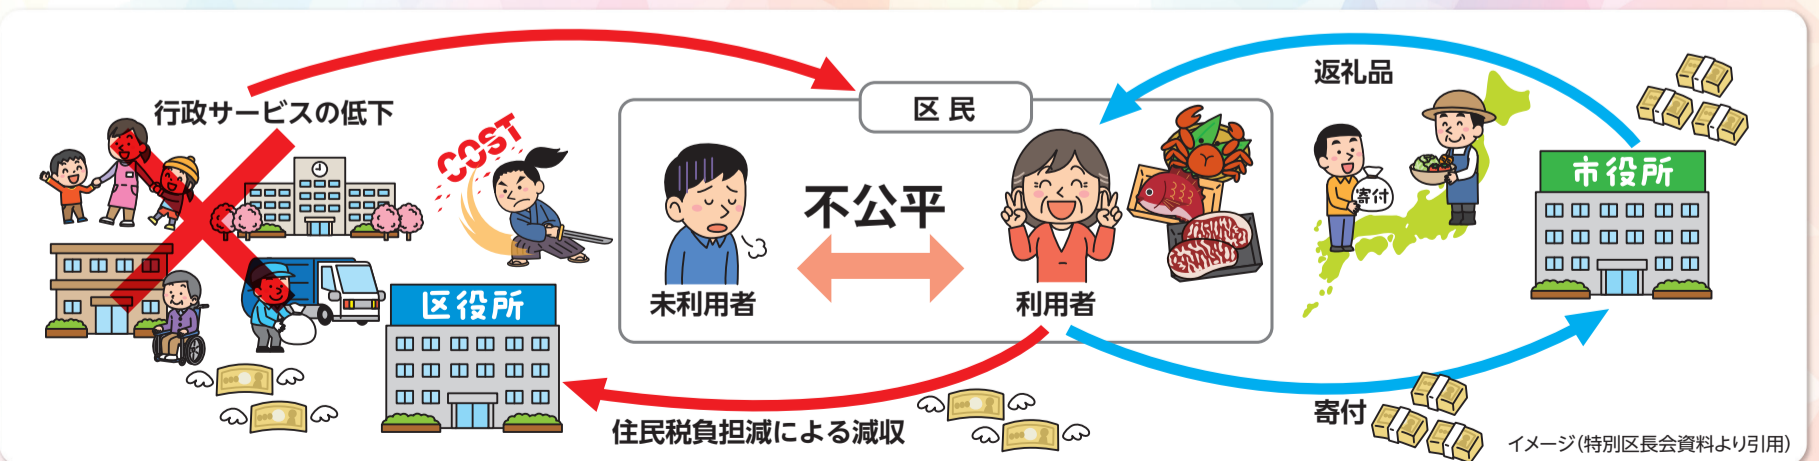 行政サービスの低下
COST
区民
返礼品
寄付
市役所
不公平
未利用者
利用者
区役所
住民税負担減による減収
寄付
イメージ(特別区長会資料より引用)